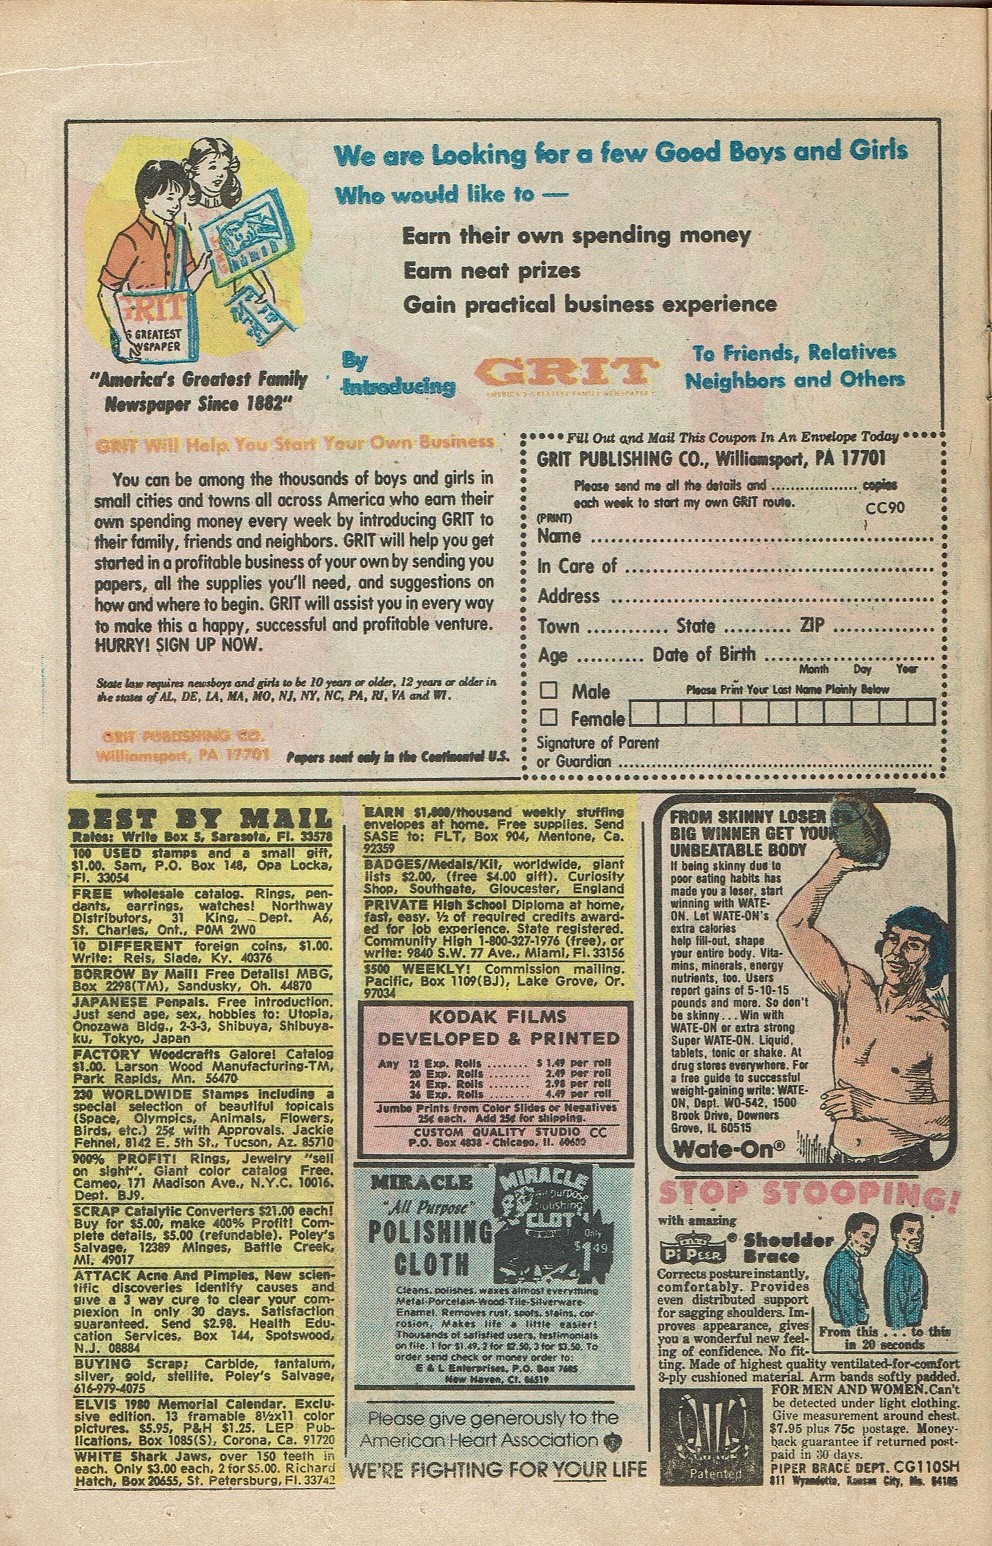 We are Looking for a few Good Boys and Girls
Who would like to —
Earn their own spending money
Earn neat prizes
Gain practical business experience
By
Introducing
GRIT
AMERICA'S GREATEST FAMILY NEWSPAPER
To Friends, Relatives
Neighbors and Others
GRIT
GREATEST
WSPAPER
"America's Greatest Family
Newspaper Since 1882"
GRIT Will Help You Start Your Own Business
You can be among the thousands of boys and girls in
small cities and towns all across America who earn their
own spending money every week by introducing GRIT to
their family, friends and neighbors. GRIT will help you get
started in a profitable business of your own by sending you
papers, all the supplies you'll need, and suggestions on
how and where to begin. GRIT will assist you in every way
to make this a happy, successful and profitable venture.
HURRY! SIGN UP NOW.
State law requires newsboys and girls to be 10 years or older, 12 years or older in
the states of AL, DE, LA, MA, MO, NJ, NY, NC, PA, RI, VA and WI.
GRIT PUBLISHING CO.
Williamsport, PA 17701
Papers sent only in the Continental U.S.
Fill Out and Mail This Coupon In An Envelope Today
GRIT PUBLISHING CO., Williamsport, PA 17701
Please send me all the details and .................. copies
each week to start my own GRIT route.
CC90
(PRINT)
Name
In Care of
Address
Town ............ State .......... ZIP
Age .......... Date of Birth
Month Day Year
Male
Please Print Your Last Name Plainly Below
Female
Signature of Parent
or Guardian
BEST BY MAIL
Rates: Write Box 5, Sarasota, Fl. 33578
100 USED stamps and a small gift,
$1.00. Sam, P.O. Box 148, Opa Locka,
Fl. 33054
FREE wholesale catalog. Rings, pen-
dants, earrings, watches! Northway
Distributors, 31 King, Dept. A6,
St. Charles, Ont., P0M 2W0
10 DIFFERENT foreign coins, $1.00.
Write: Reis, Slade, Ky. 40376
BORROW By Mail! Free Details! MBG,
Box 2298(TM), Sandusky, Oh. 44870
JAPANESE Penpals. Free introduction.
Just send age, sex, hobbies to: Utopia,
Onozawa Bldg., 2-3-3, Shibuya, Shibuya-
ku, Tokyo, Japan
FACTORY Woodcrafts Galore! Catalog
$1.00. Larson Wood Manufacturing-TM,
Park Rapids, Mn. 56470
230 WORLDWIDE Stamps including a
special selection of beautiful topicals
(Space, Olympics, Animals, Flowers,
Birds, etc.) 25¢ with Approvals. Jackie
Fehnel, 8142 E. 5th St., Tucson, Az. 85710
900% PROFIT! Rings, Jewelry "sell
on sight". Giant color catalog Free.
Cameo, 171 Madison Ave., N.Y.C. 10016.
Dept. BJ9.
SCRAP Catalytic Converters $21.00 each!
Buy for $5.00, make 400% Profit! Com-
plete details, $5.00 (refundable). Poley's
Salvage, 12389 Minges, Battle Creek,
Mi. 49017
ATTACK Acne And Pimples. New scien-
tific discoveries identify causes and
give a 3 way cure to clear your com-
plexion in only 30 days. Satisfaction
guaranteed. Send $2.98. Health Edu-
cation Services, Box 144, Spotswood,
N.J. 08884
BUYING Scrap; Carbide, tantalum,
silver, gold, stellite. Poley's Salvage,
616-979-4075
ELVIS 1980 Memorial Calendar. Exclu-
sive edition. 13 framable 8½x11 color
pictures. $5.95, P&H $1.25. LEP Pub-
lications, Box 1085(S), Corona, Ca. 91720
WHITE Shark Jaws, over 150 teeth in
each. Only $3.00 each, 2 for $5.00. Richard
Hatch, Box 20655, St. Petersburg, Fl. 33742
EARN $1,800/thousand weekly stuffing
envelopes at home. Free supplies. Send
SASE to: FLT, Box 904, Mentone, Ca.
92359
BADGES/Medals/Kit, worldwide, giant
lists $2.00, (free $4.00 gift). Curiosity
Shop, Southgate, Gloucester, England
PRIVATE High School Diploma at home,
fast, easy. ½ of required credits award-
ed for job experience. State registered.
Community High 1-800-327-1976 (free), or
write: 9840 S.W. 77 Ave., Miami, Fl. 33156
$500 WEEKLY! Commission mailing.
Pacific, Box 1109(BJ), Lake Grove, Or.
97034
KODAK FILMS
DEVELOPED & PRINTED
Any 12 Exp. Rolls ........ $1.49 per roll
20 Exp. Rolls ........ 2.49 per roll
24 Exp. Rolls ........ 2.98 per roll
36 Exp. Rolls ........ 4.49 per roll
Jumbo Prints from Color Slides or Negatives
25¢ each. Add 25¢ for shipping.
CUSTOM QUALITY STUDIO CC
P.O. Box 4838 - Chicago, Il. 60680
MIRACLE
"All Purpose"
POLISHING
CLOTH
MIRACLE
all purpose
polishing
CLOTH
Only
$1.49
Cleans, polishes, waxes almost everything
Metal-Porcelain-Wood-Tile-Silverware-
Enamel. Removes rust, spots, stains, cor-
rosion, Makes life a little easier!
Thousands of satisfied users, testimonials
on file. 1 for $1.49, 2 for $2.50, 3 for $3.50. To
order send check or money order to:
E & L Enterprises, P.O. Box 7685
New Haven, Ct. 06519
Please give generously to the
American Heart Association
WE'RE FIGHTING FOR YOUR LIFE
FROM SKINNY LOSER TO
BIG WINNER GET YOUR
UNBEATABLE BODY
If being skinny due to
poor eating habits has
made you a loser, start
winning with WATE-
ON. Let WATE-ON's
extra calories
help fill-out, shape
your entire body. Vita-
mins, minerals, energy
nutrients, too. Users
report gains of 5-10-15
pounds and more. So don't
be skinny . . . Win with
WATE-ON or extra strong
Super WATE-ON. Liquid,
tablets, tonic or shake. At
drug stores everywhere. For
a free guide to successful
weight-gaining write: WATE-
ON, Dept. WO-542, 1500
Brook Drive, Downers
Grove, IL 60515
Wate-On®
STOP STOOPING!
with amazing
Pi Peer® Shoulder
Brace
Corrects posture instantly,
comfortably. Provides
even distributed support
for sagging shoulders. Im-
proves appearance, gives
you a wonderful new feel-
ing of confidence. No fit-
ting. Made of highest quality ventilated-for-comfort
3-ply cushioned material. Arm bands softly padded.
From this . . . to this
in 20 seconds
FOR MEN AND WOMEN. Can't
be detected under light clothing.
Give measurement around chest.
$7.95 plus 75c postage. Money-
back guarantee if returned post-
paid in 30 days.
PIPER BRACE DEPT. CG110SH
811 Wyandotte, Kansas City, Mo. 64105
Patented